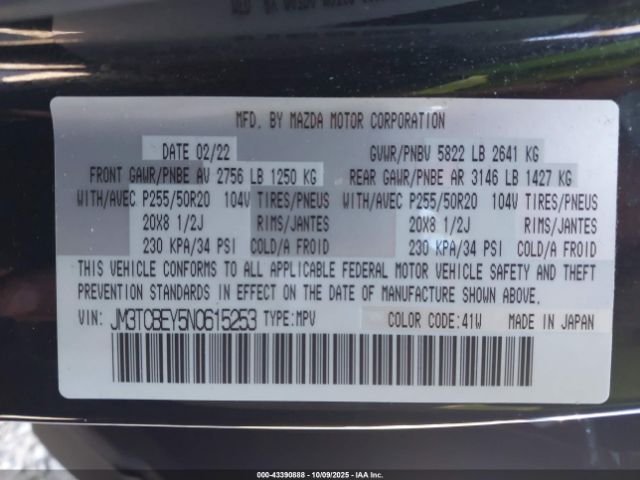 MFD. BY MAZDA MOTOR CORPORATION
DATE 02/22 GVWR/PNBV 5822 LB 2641 KG
FRONT GAWR/PNBE AV 2756 LB 1250 KG REAR GAWR/PNBE AR 3146 LB 1427 KG
WITH/AVEC P255/50R20 104V TIRES/PNEUS WITH/AVEC P255/50R20 104V TIRES/PNEUS
20X8 1/2J RIMS/JANTES 20X8 1/2J RIMS/JANTES
230 KPA/34 PSI COLD/A FROID 230 KPA/34 PSI COLD/A FROID
THIS VEHICLE CONFORMS TO ALL APPLICABLE FEDERAL MOTOR VEHICLE SAFETY AND THEFT
PREVENTION STANDARDS IN EFFECT ON THE DATE OF MANUFACTURE SHOWN ABOVE.
VIN: JM3TCBEY5N0615253 TYPE:MPV COLOR CODE:41W MADE IN JAPAN
000-43390888 - 10/09/2025 - IAAI.COM